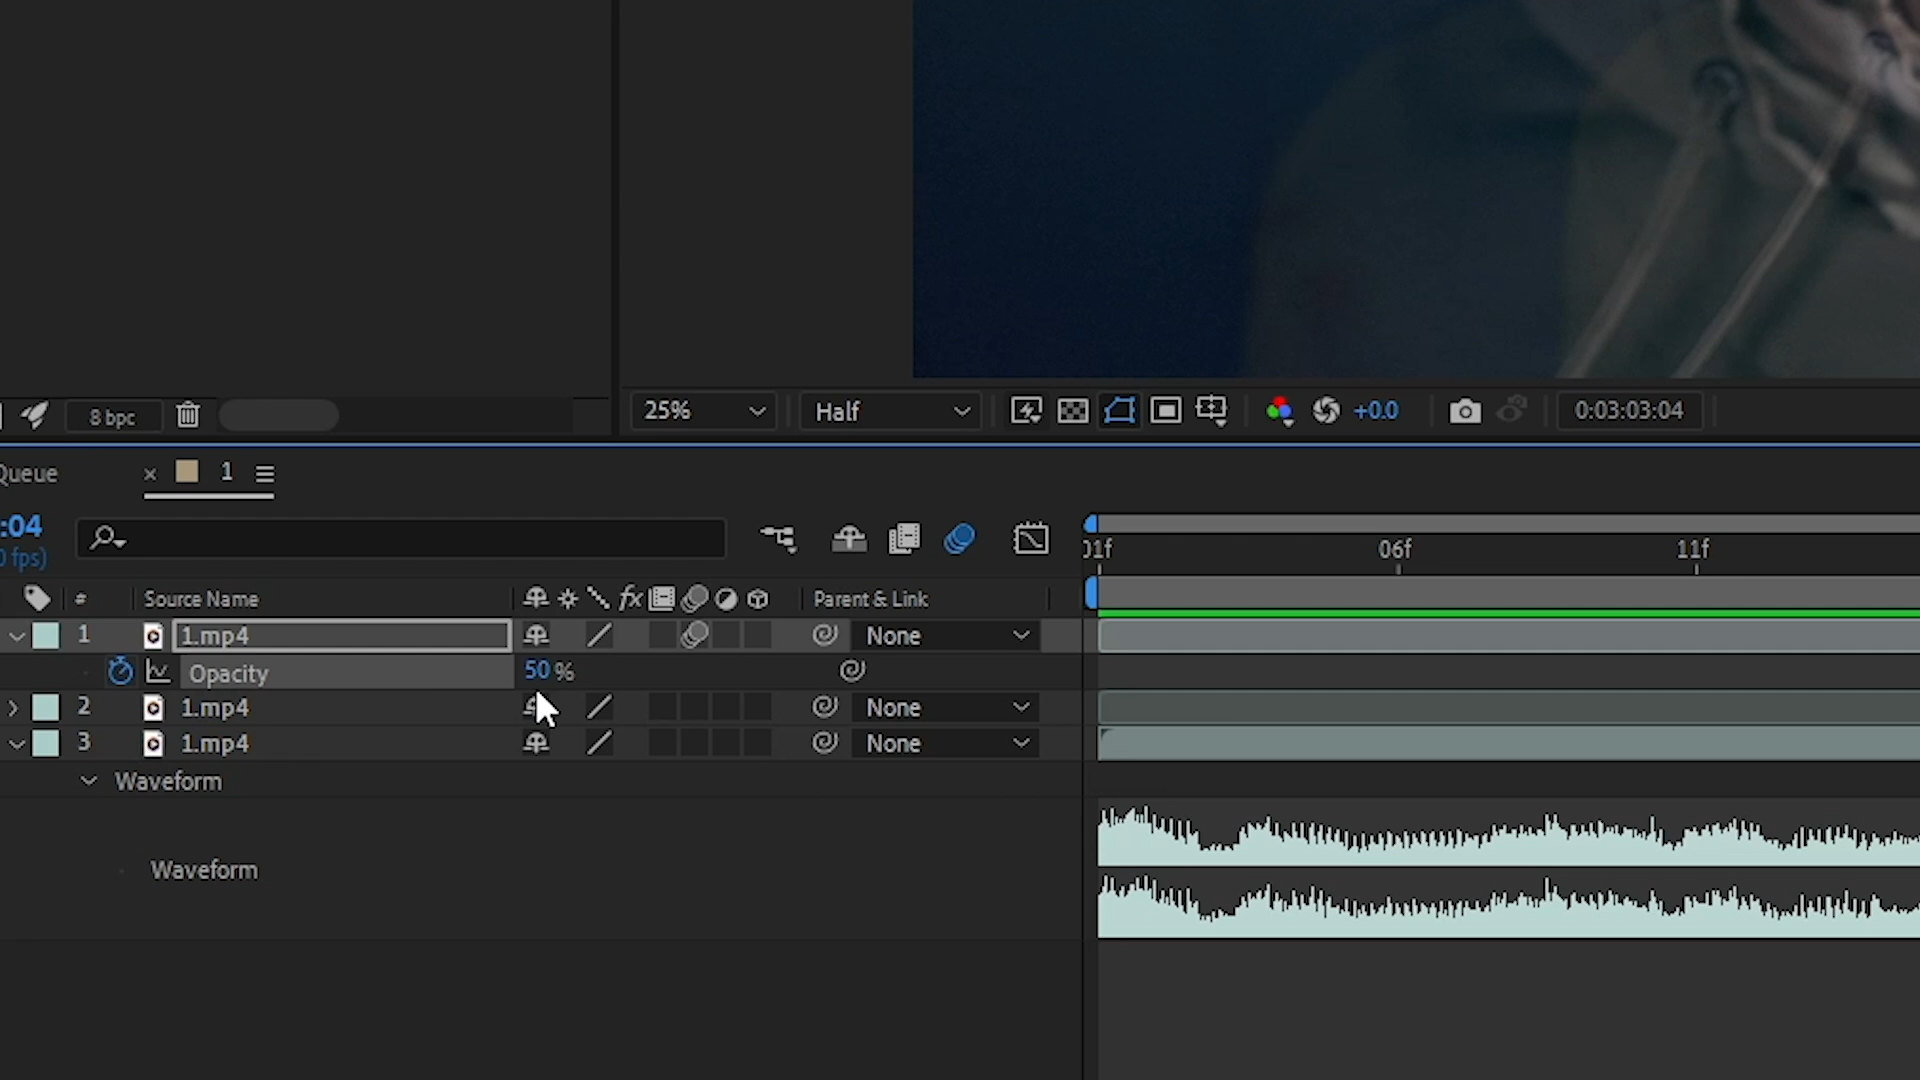 8 bpc
25%
Half
+0.0
0:03:03:04
Queue
× 1
:04
0 fps)
01f
06f
11f
#
Source Name
fx
Parent & Link
1
1.mp4
None
Opacity
50 %
2
1.mp4
None
3
1.mp4
None
Waveform
Waveform